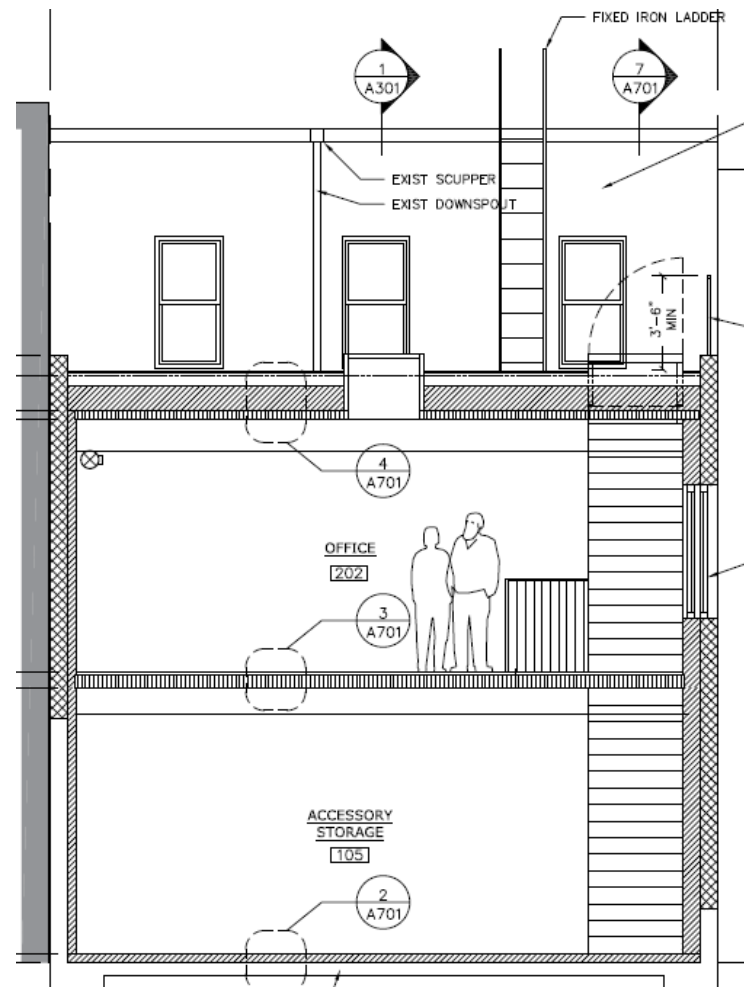 FIXED IRON LADDER
1
A301
7
A701
EXIST SCUPPER
EXIST DOWNSPOUT
3'-6"
MIN
4
A701
OFFICE
202
3
A701
ACCESSORY
STORAGE
105
2
A701